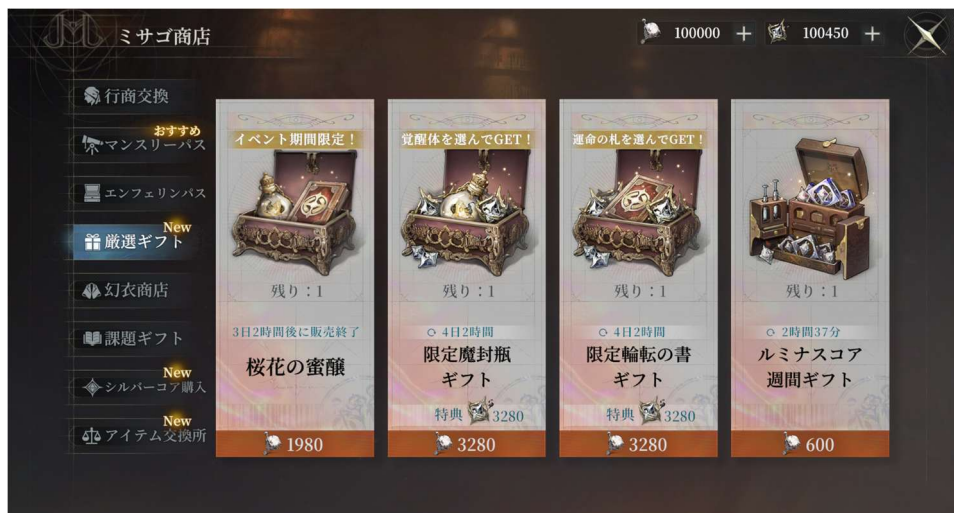 ミサゴ商店
100000
100450
行商交換
おすすめ
マンスリーパス
エンフェリンパス
New
厳選ギフト
幻衣商店
課題ギフト
New
シルバーコア購入
New
アイテム交換所
イベント期間限定！
残り：1
3日2時間後に販売終了
桜花の蜜醸
1980
覚醒体を選んでGET！
残り：1
4日2時間
限定魔封瓶
ギフト
特典 3280
3280
運命の札を選んでGET！
残り：1
4日2時間
限定輪転の書
ギフト
特典 3280
3280
残り：1
2時間37分
ルミナスコア
週間ギフト
600